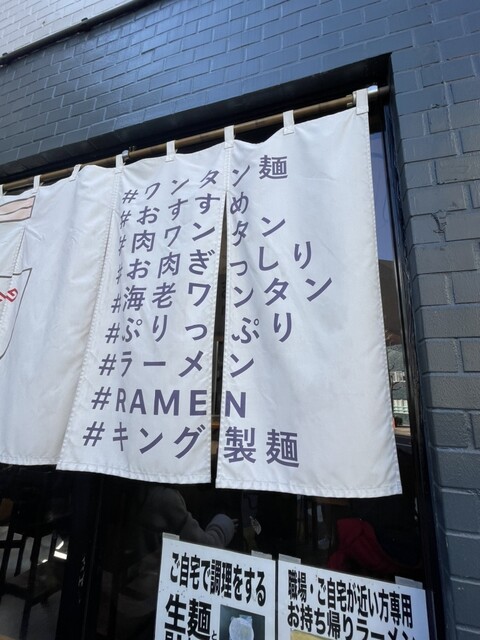 #ワンタン麺
#おすすめ
#肉ワンタン
#お肉ぎっしり
#海老ワンタン
#ぷりっぷり
#ラーメン
#RAMEN
#キング製麺
ご自宅で調理をする
生麺と
職場・ご自宅が近い方専用
お持ち帰りラーメン